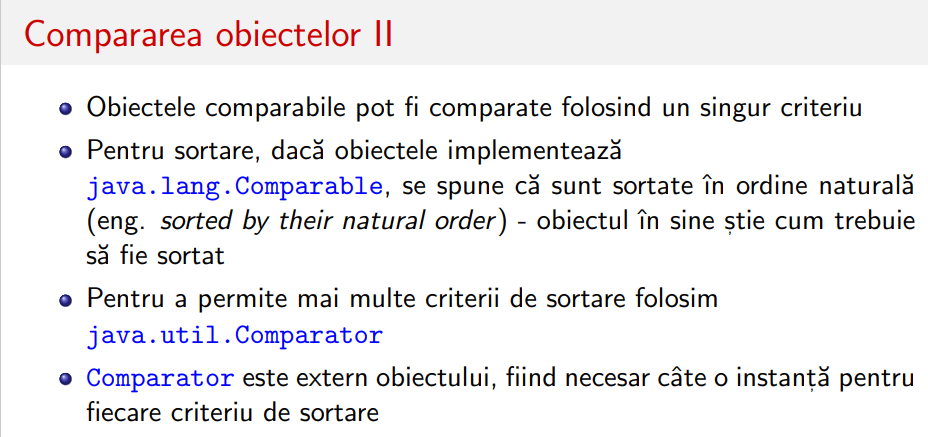 Compararea obiectelor II
Obiectele comparabile pot fi comparate folosind un singur criteriu
Pentru sortare, dacă obiectele implementează
java.lang.Comparable, se spune că sunt sortate în ordine naturală
(eng. sorted by their natural order) - obiectul în sine știe cum trebuie
să fie sortat
Pentru a permite mai multe criterii de sortare folosim
java.util.Comparator
Comparator este extern obiectului, fiind necesar câte o instanță pentru
fiecare criteriu de sortare